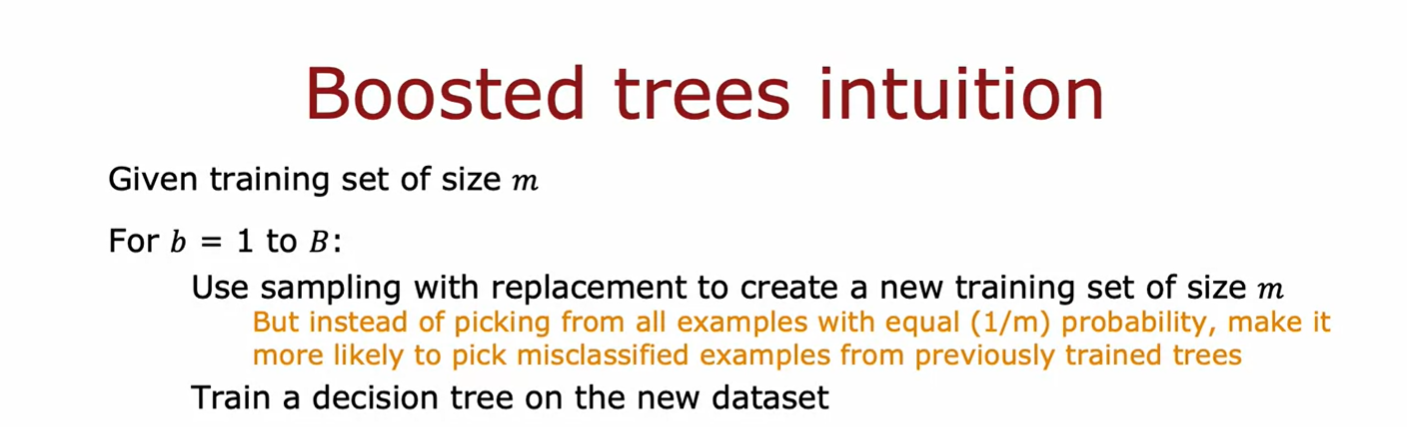 Boosted trees intuition
Given training set of size m
For b = 1 to B:
Use sampling with replacement to create a new training set of size m
But instead of picking from all examples with equal (1/m) probability, make it
more likely to pick misclassified examples from previously trained trees
Train a decision tree on the new dataset